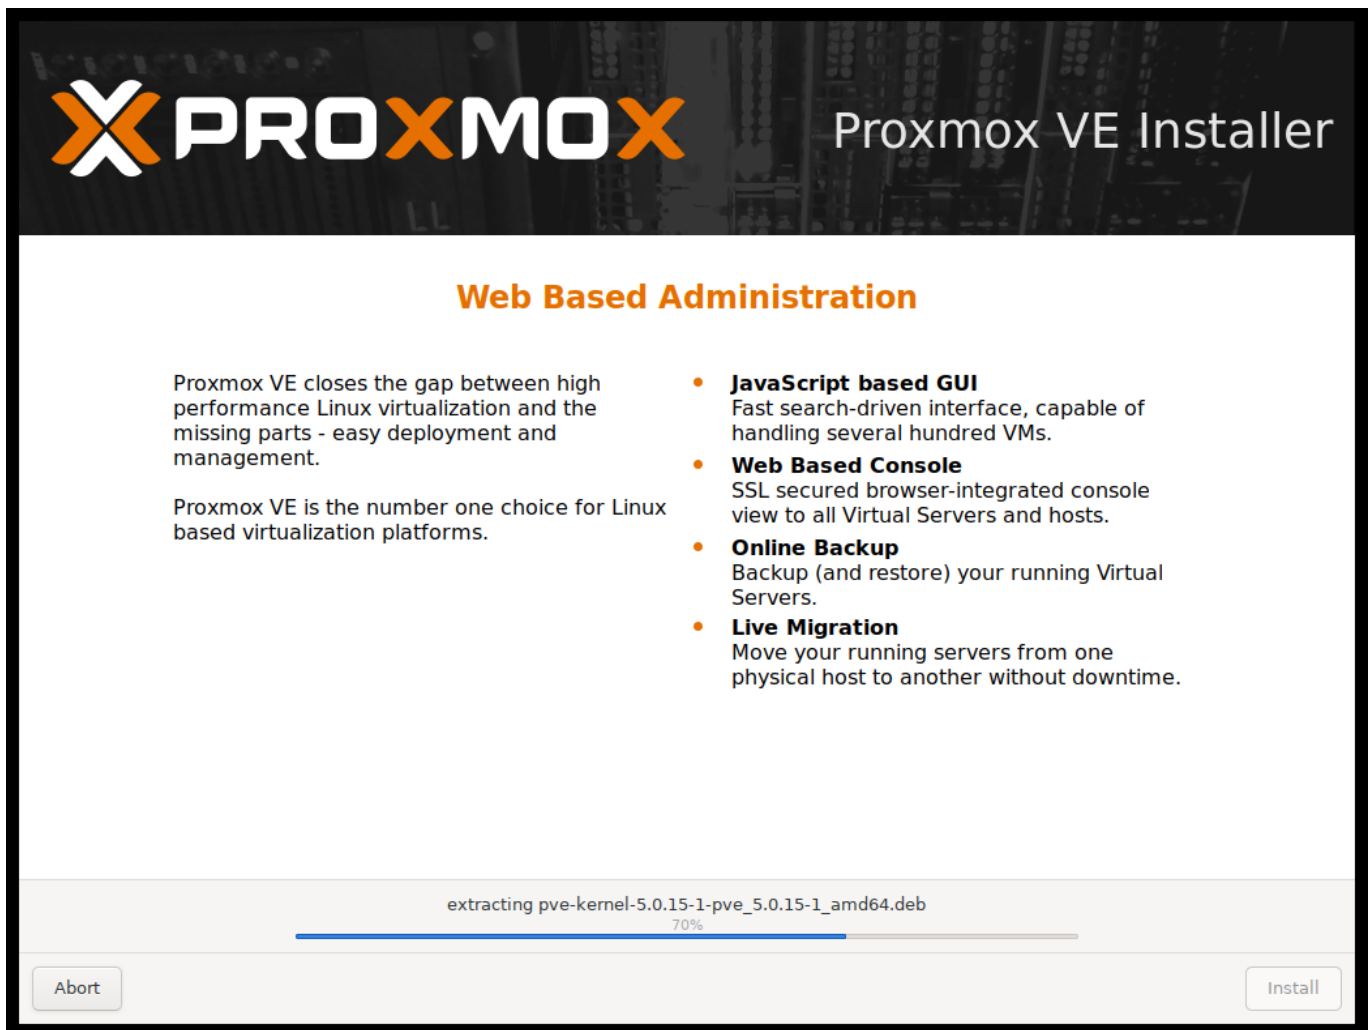 PROXMOX
Proxmox VE Installer
Web Based Administration
Proxmox VE closes the gap between high
performance Linux virtualization and the
missing parts - easy deployment and
management.
Proxmox VE is the number one choice for Linux
based virtualization platforms.
JavaScript based GUI
Fast search-driven interface, capable of
handling several hundred VMs.
Web Based Console
SSL secured browser-integrated console
view to all Virtual Servers and hosts.
Online Backup
Backup (and restore) your running Virtual
Servers.
Live Migration
Move your running servers from one
physical host to another without downtime.
extracting pve-kernel-5.0.15-1-pve_5.0.15-1_amd64.deb
70%
Abort
Install